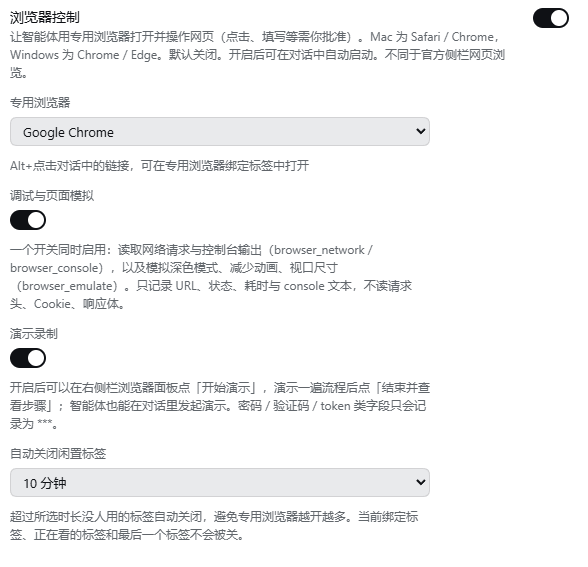 浏览器控制
让智能体用专用浏览器打开并操作网页（点击、填写等需你批准）。Mac 为 Safari / Chrome，
Windows 为 Chrome / Edge。默认关闭。开启后可在对话中自动启动。不同于官方侧栏网页浏
览。
专用浏览器
Google Chrome
Alt+点击对话中的链接，可在专用浏览器绑定标签中打开
调试与页面模拟
一个开关同时启用：读取网络请求与控制台输出（browser_network /
browser_console），以及模拟深色模式、减少动画、视口尺寸
（browser_emulate）。只记录 URL、状态、耗时与 console 文本，不读请求
头、Cookie、响应体。
演示录制
开启后可以在右侧栏浏览器面板点「开始演示」，演示一遍流程后点「结束并查
看步骤」；智能体也能在对话里发起演示。密码 / 验证码 / token 类字段只会记
录为 ***。
自动关闭闲置标签
10 分钟
超过所选时长没人用的标签自动关闭，避免专用浏览器越开越多。当前绑定标
签、正在看的标签和最后一个标签不会被关。